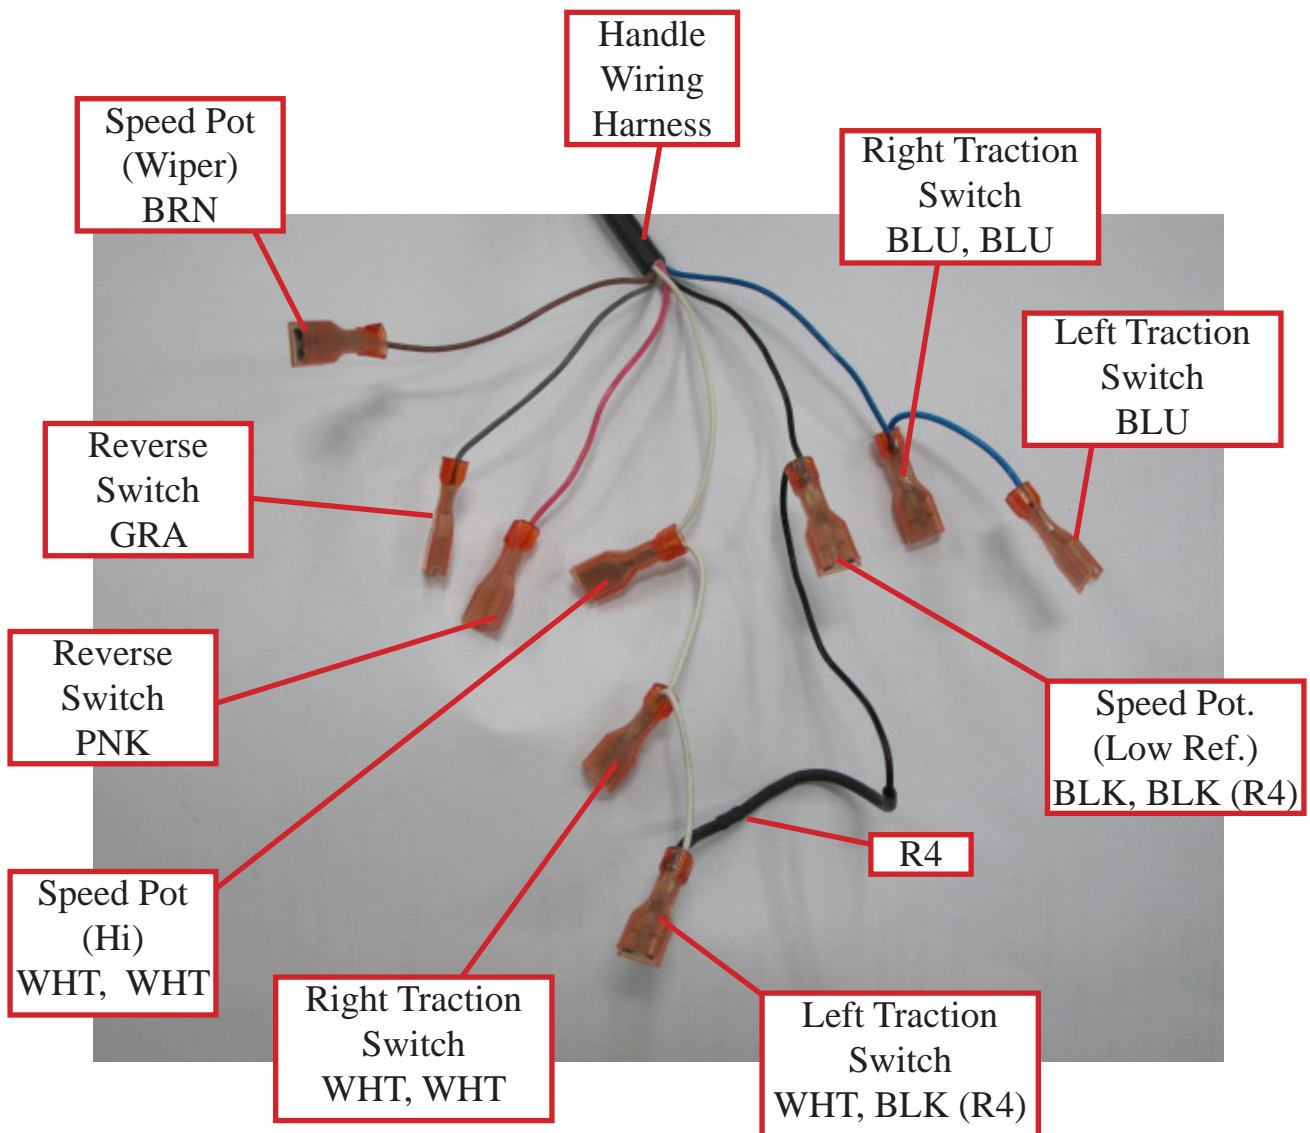 Handle
Wiring
Harness
Speed Pot
(Wiper)
BRN
Right Traction
Switch
BLU, BLU
Left Traction
Switch
BLU
Reverse
Switch
GRA
Reverse
Switch
PNK
Speed Pot.
(Low Ref.)
BLK, BLK (R4)
R4
Speed Pot
(Hi)
WHT,  WHT
Right Traction
Switch
WHT, WHT
Left Traction
Switch
WHT, BLK (R4)